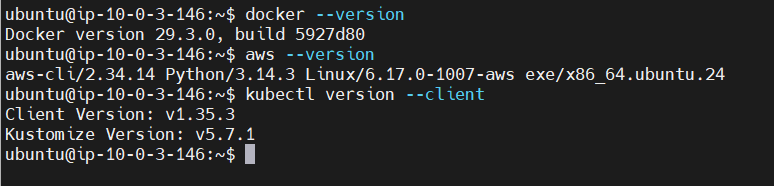 ubuntu@ip-10-0-3-146:~$ docker --version
Docker version 29.3.0, build 5927d80
ubuntu@ip-10-0-3-146:~$ aws --version
aws-cli/2.34.14 Python/3.14.3 Linux/6.17.0-1007-aws exe/x86_64.ubuntu.24
ubuntu@ip-10-0-3-146:~$ kubectl version --client
Client Version: v1.35.3
Kustomize Version: v5.7.1
ubuntu@ip-10-0-3-146:~$